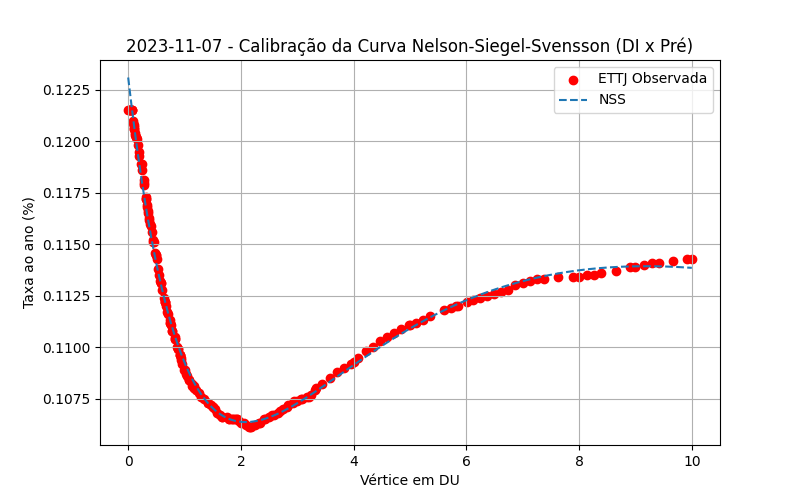 2023-11-07 - Calibração da Curva Nelson-Siegel-Svensson (DI x Pré)
ETTJ Observada
NSS
Taxa ao ano (%)
0.1225
0.1200
0.1175
0.1150
0.1125
0.1100
0.1075
0 2 4 6 8 10
Vértice em DU